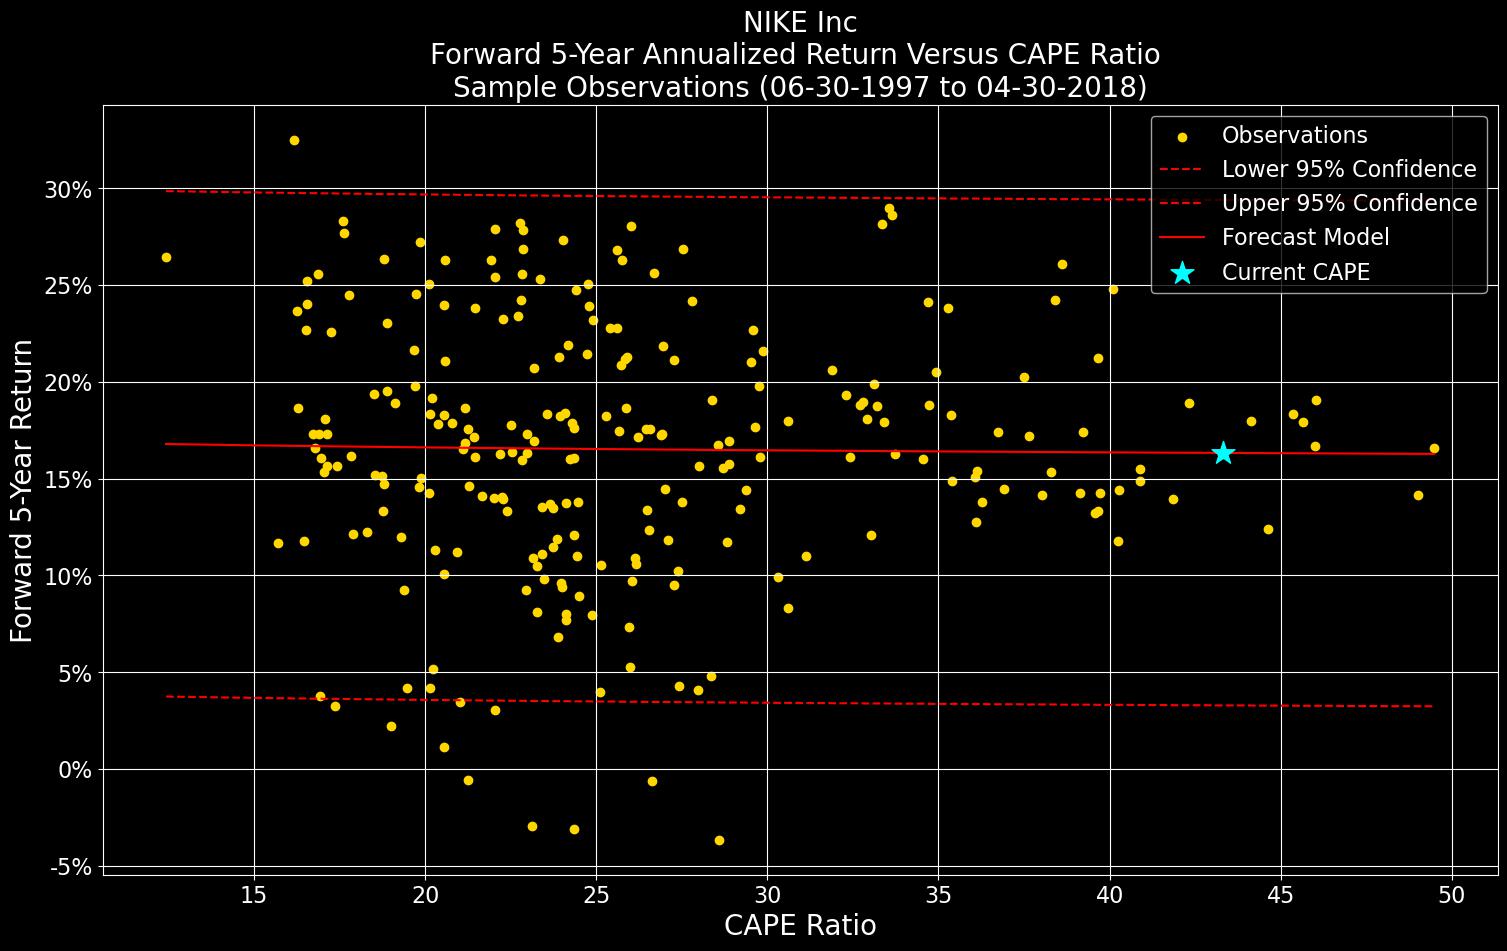 NIKE Inc
Forward 5-Year Annualized Return Versus CAPE Ratio
Sample Observations (06-30-1997 to 04-30-2018)
Observations
Lower 95% Confidence
Upper 95% Confidence
Forecast Model
Current CAPE
Forward 5-Year Return
30%
25%
20%
15%
10%
5%
0%
-5%
15 20 25 30 35 40 45 50
CAPE Ratio